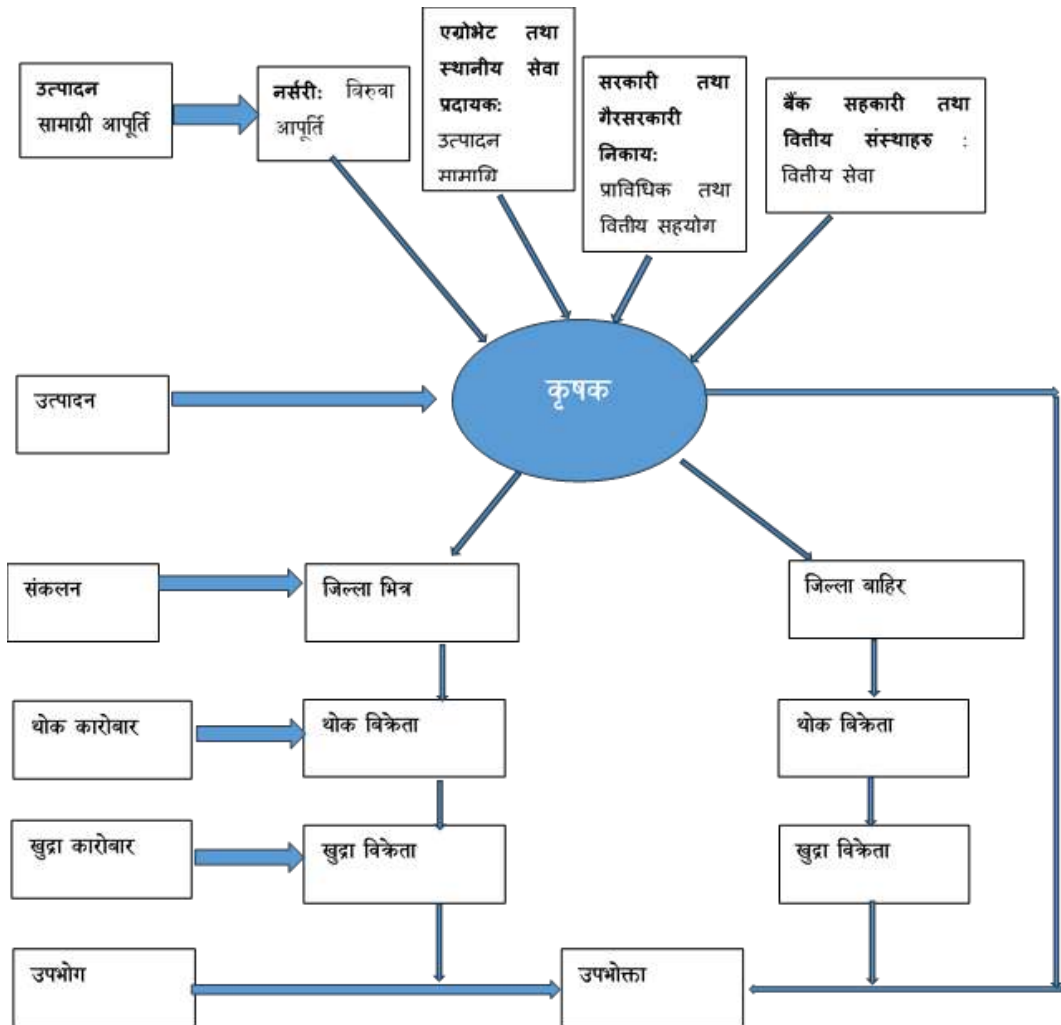 उत्पादन
सामाग्री आपूर्ति
नर्सरी: बिरुवा
आपूर्ति
एग्रोभेट तथा
स्थानीय सेवा
प्रदायक:
उत्पादन
सामाग्रि
सरकारी तथा
गैरसरकारी
निकाय:
प्राविधिक तथा
वित्तीय सहयोग
बैंक सहकारी तथा
वित्तीय संस्थाहरु :
वित्तीय सेवा
उत्पादन
कृषक
संकलन
जिल्ला भित्र
जिल्ला बाहिर
थोक कारोबार
थोक बिक्रेता
थोक बिक्रेता
खुद्रा कारोबार
खुद्रा विक्रेता
खुद्रा विक्रेता
उपभोग
उपभोक्ता